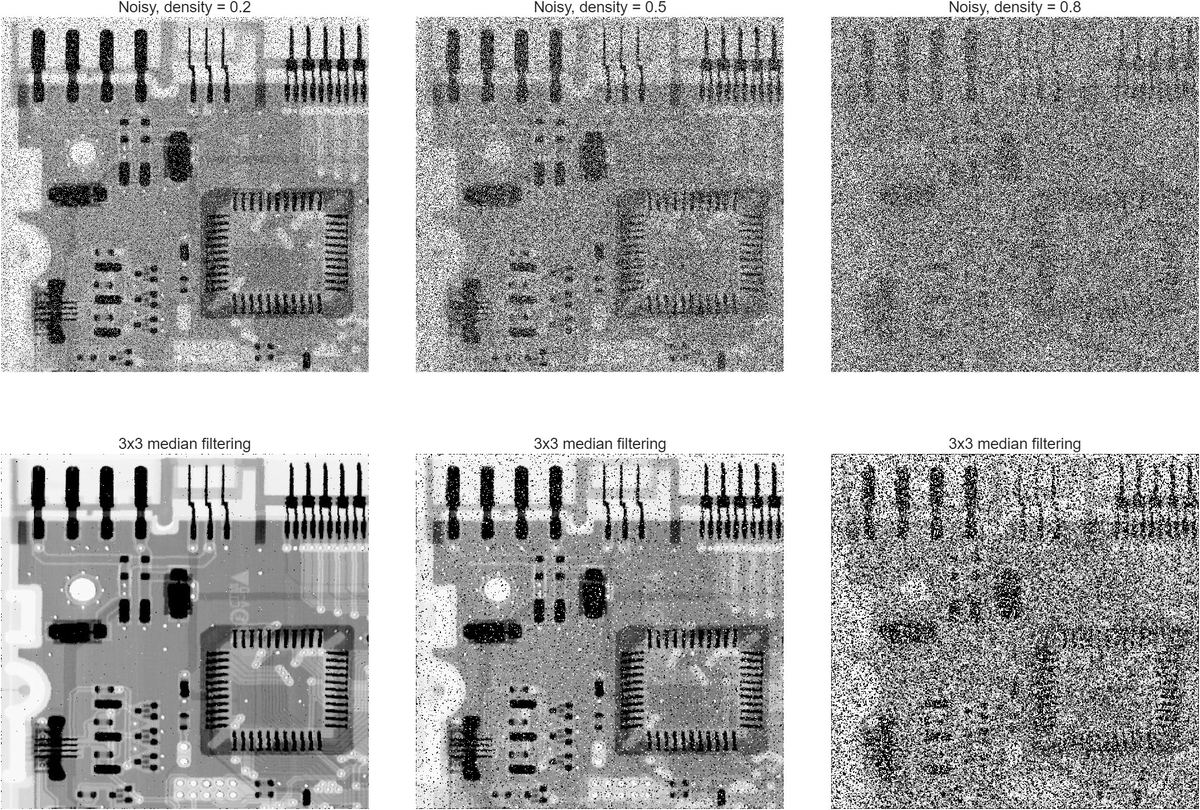 Noisy, density = 0.2
Noisy, density = 0.5
Noisy, density = 0.8
3x3 median filtering
3x3 median filtering
3x3 median filtering